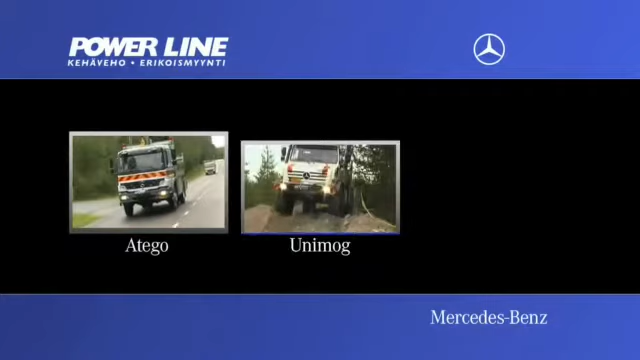 POWER LINE
KEHÄVEHO • ERIKOISMYYNTI
Atego
Unimog
Mercedes-Benz